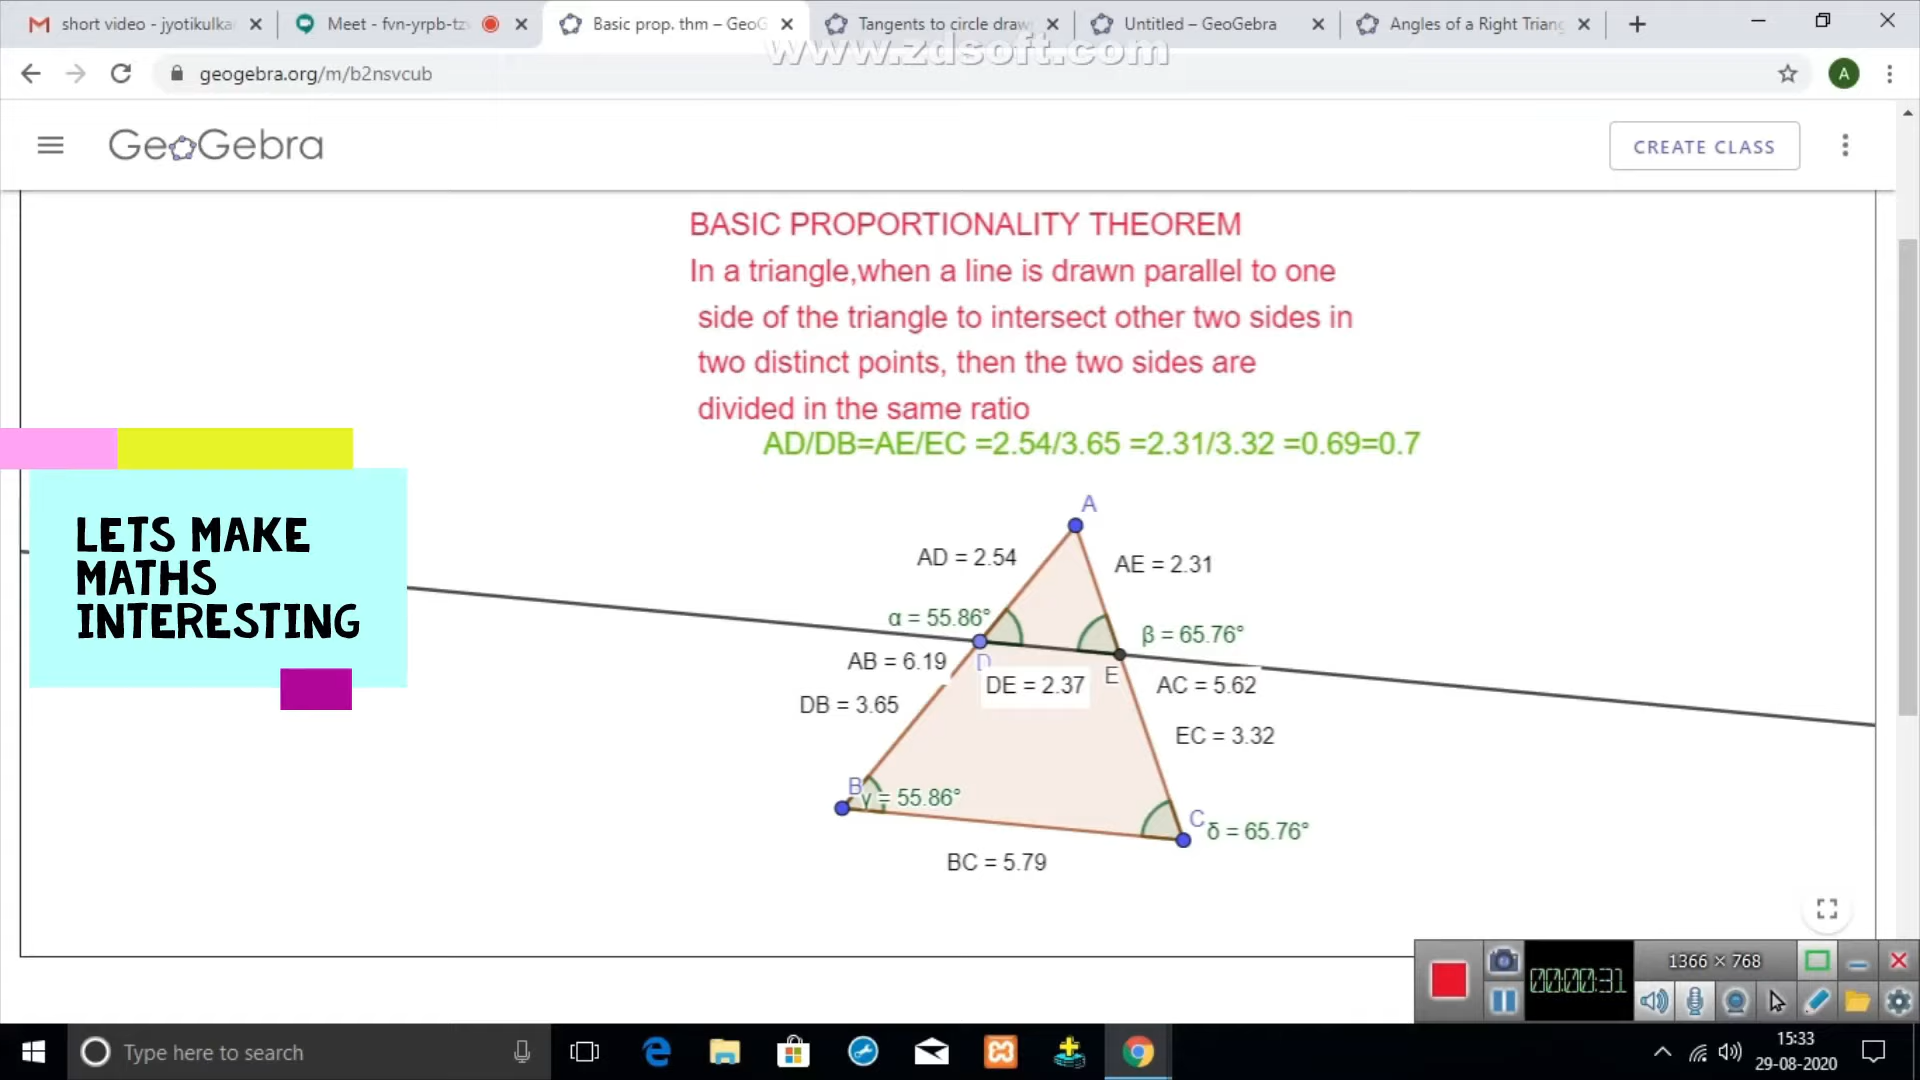 short video - jyotikulka
Meet - fvn-yrpb-tz
Basic prop. thm – GeoG
Tangents to circle draw
Untitled – GeoGebra
Angles of a Right Triang
www.zdsoft.com
geogebra.org/m/b2nsvcub
A
GeoGebra
CREATE CLASS
BASIC PROPORTIONALITY THEOREM
In a triangle,when a line is drawn parallel to one
side of the triangle to intersect other two sides in
two distinct points, then the two sides are
divided in the same ratio
AD/DB=AE/EC =2.54/3.65 =2.31/3.32 =0.69=0.7
LETS MAKE
MATHS
INTERESTING
A
AD = 2.54
AE = 2.31
α = 55.86°
β = 65.76°
AB = 6.19
D
DE = 2.37
E
AC = 5.62
DB = 3.65
EC = 3.32
B
γ = 55.86°
C
δ = 65.76°
BC = 5.79
00:00:31
1366 × 768
Type here to search
15:33
29-08-2020